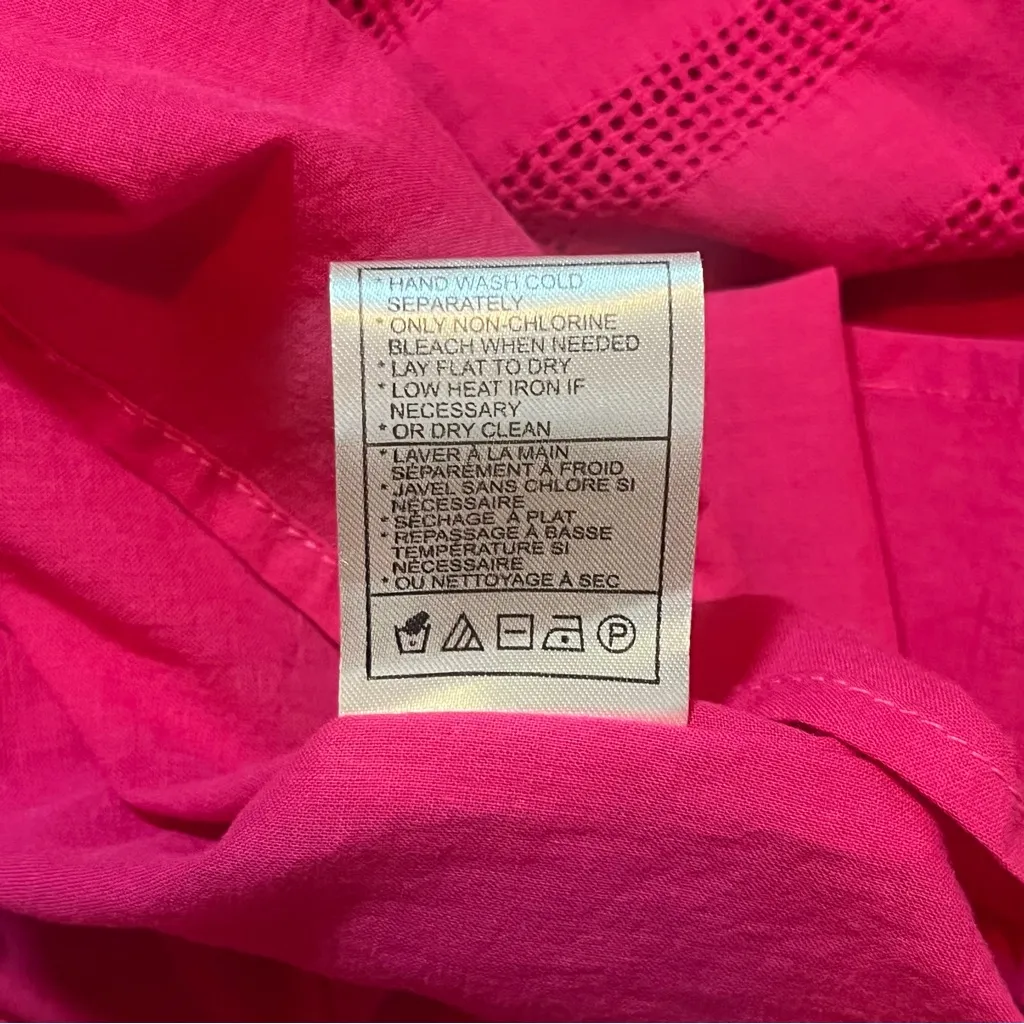 * HAND WASH COLD
SEPARATELY
* ONLY NON-CHLORINE
BLEACH WHEN NEEDED
* LAY FLAT TO DRY
* LOW HEAT IRON IF
NECESSARY
* OR DRY CLEAN
* LAVER À LA MAIN
SÉPARÉMENT À FROID
* JAVEL SANS CHLORE SI
NÉCESSAIRE
* SÉCHAGE À PLAT
* REPASSAGE À BASSE
TEMPÉRATURE SI
NÉCESSAIRE
* OU NETTOYAGE À SEC
P